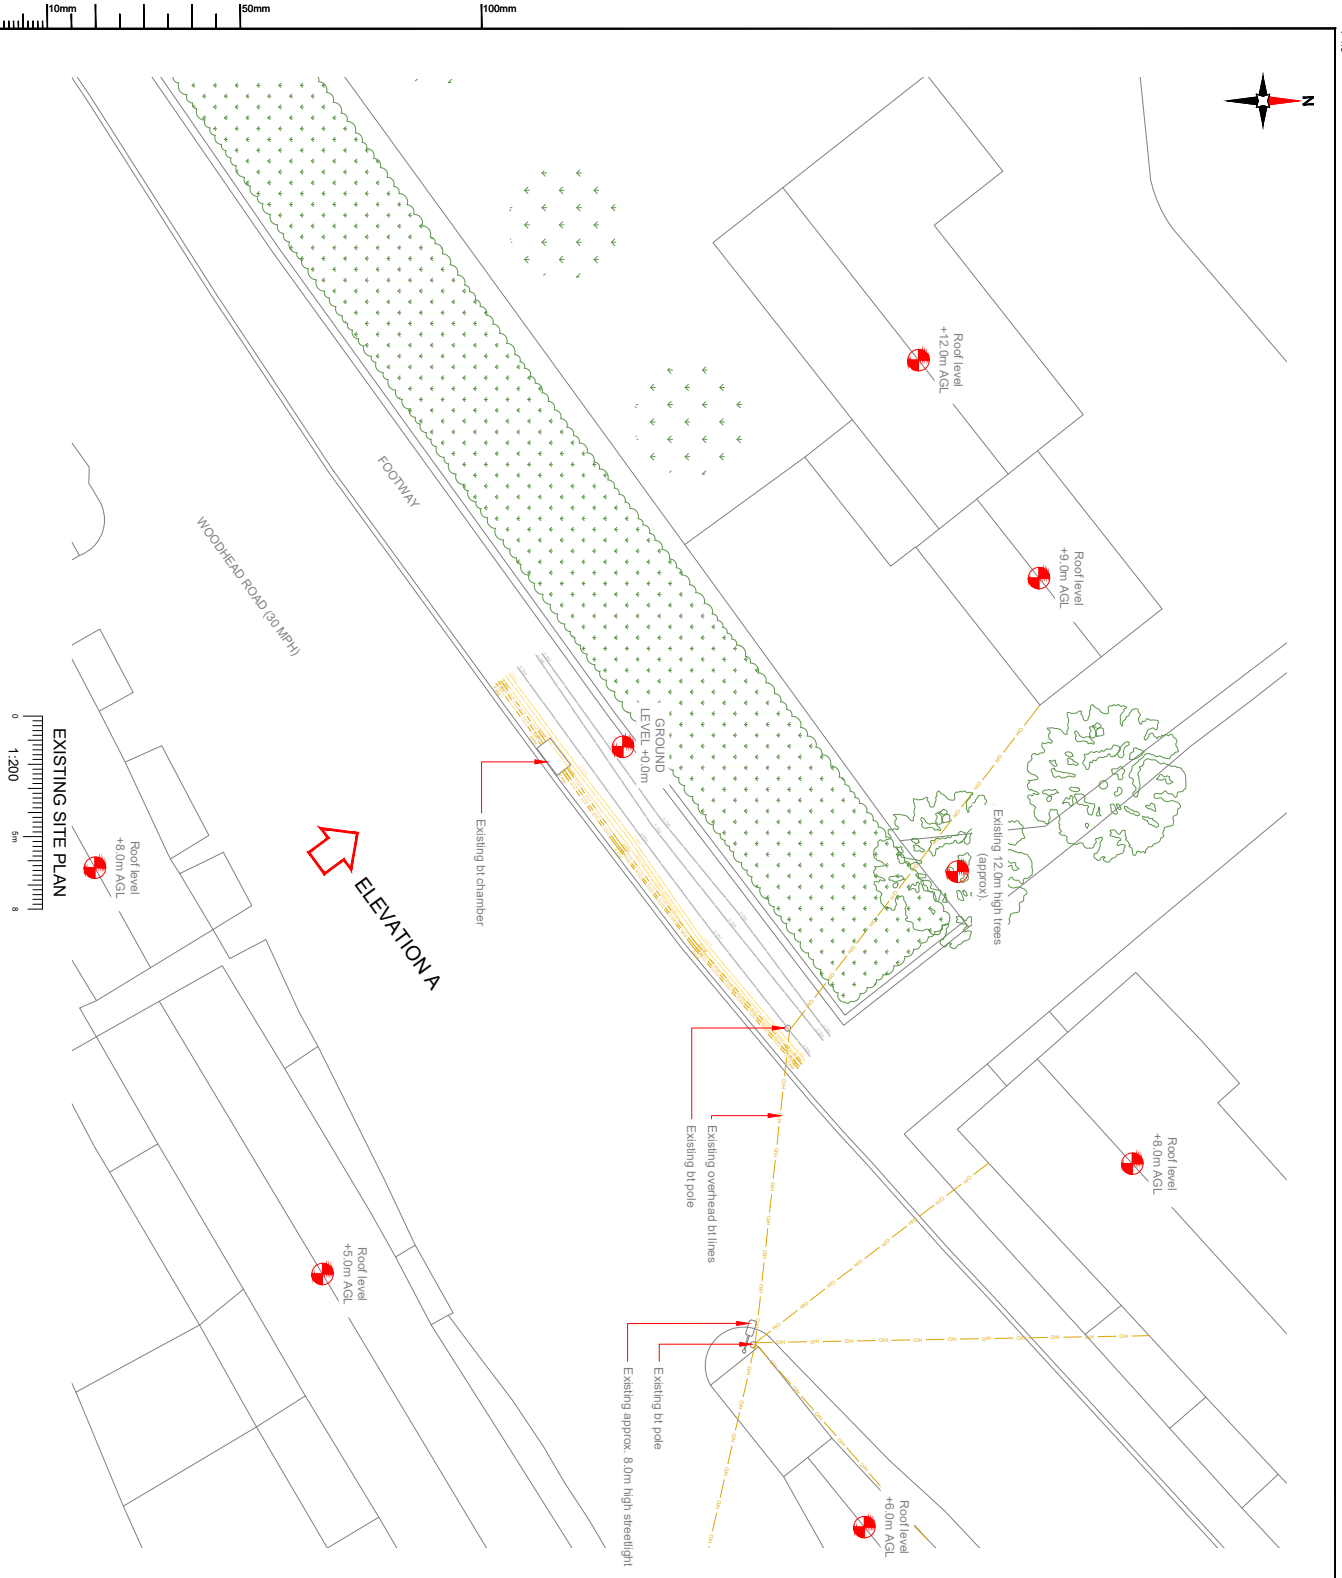 10mm
50mm
100mm
N
Roof level
+12.0m AGL
Roof level
+9.0m AGL
FOOTWAY
WOODHEAD ROAD (30 MPH)
GROUND
LEVEL +0.0m
Existing 12.0m high trees
(approx).
Existing bt chamber
ELEVATION A
Roof level
+8.0m AGL
Existing overhead bt lines
Existing bt pole
Roof level
+8.0m AGL
Roof level
+5.0m AGL
Existing bt pole
Existing approx. 8.0m high streetlight
Roof level
+6.0m AGL
EXISTING SITE PLAN
0
1:200
5m
8